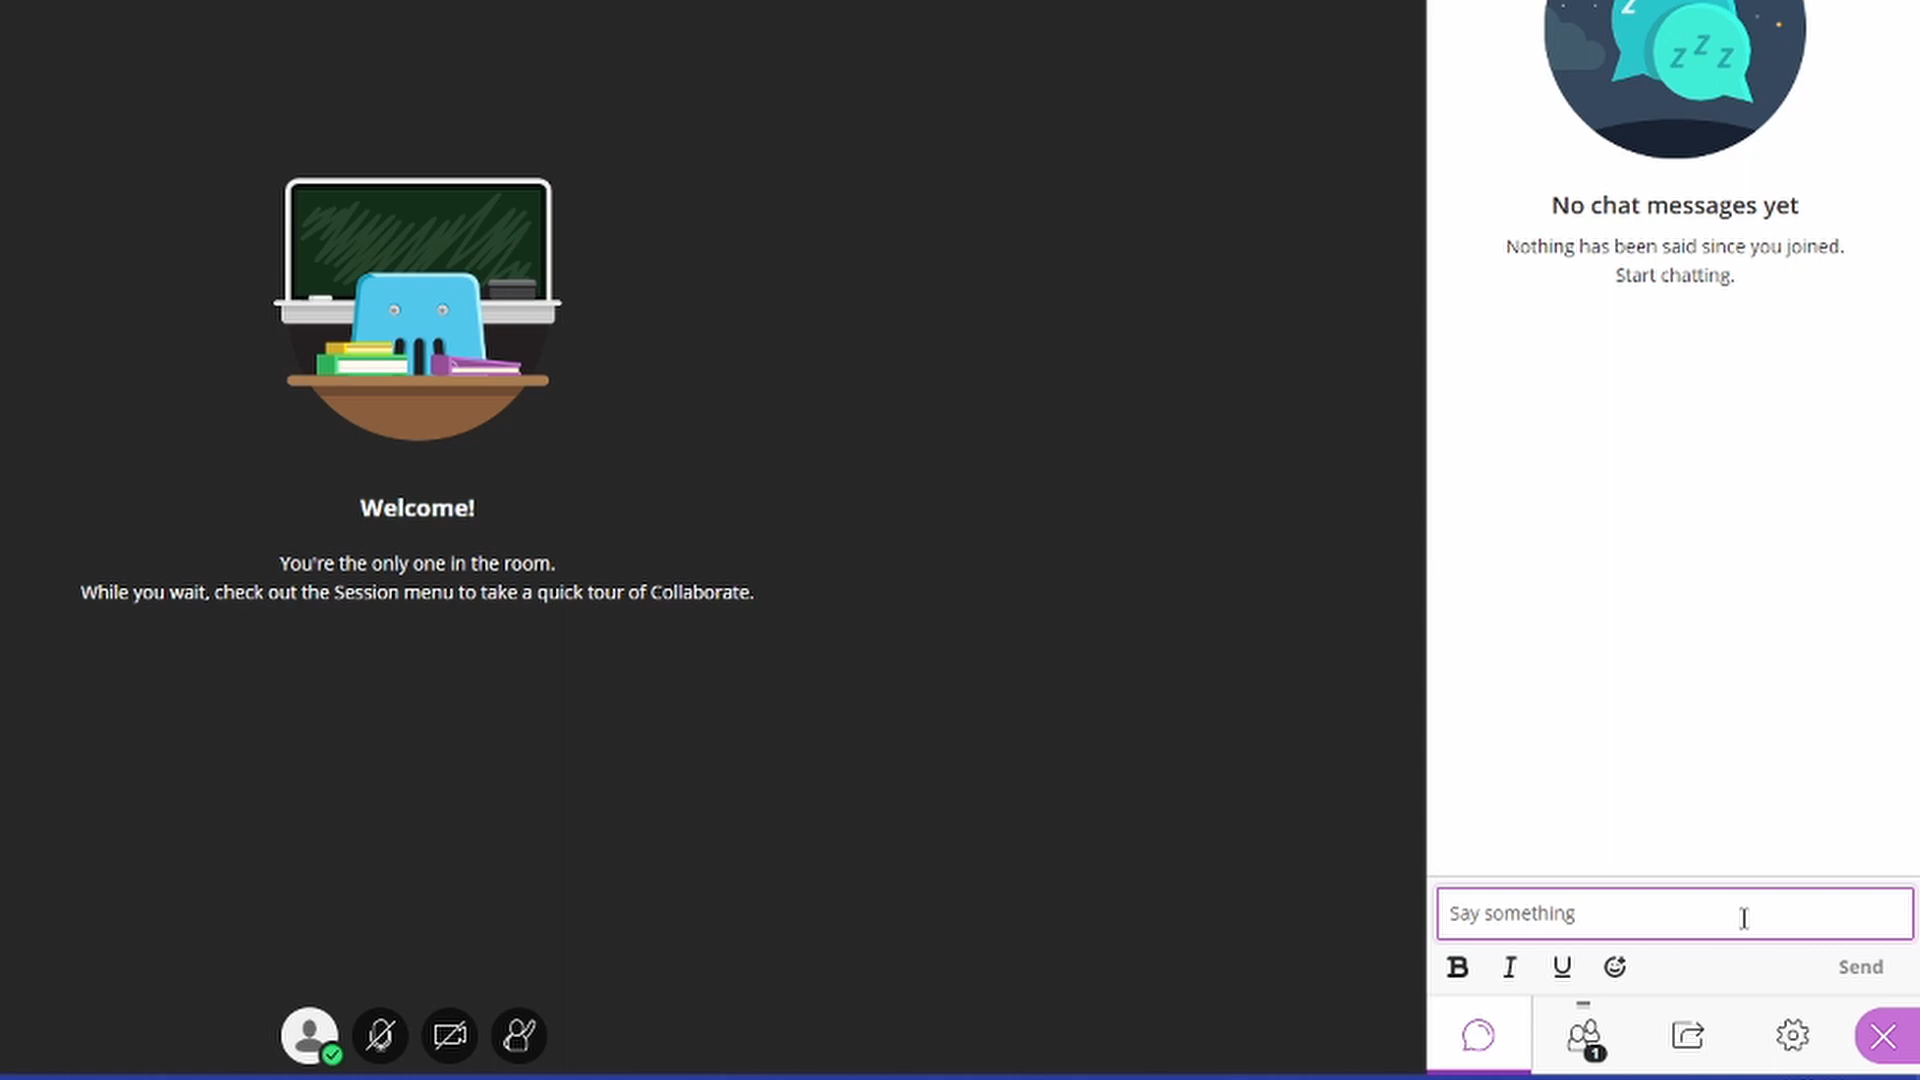 Welcome!
You're the only one in the room.
While you wait, check out the Session menu to take a quick tour of Collaborate.
z
z z z
No chat messages yet
Nothing has been said since you joined.
Start chatting.
Say something
B I U
Send
1